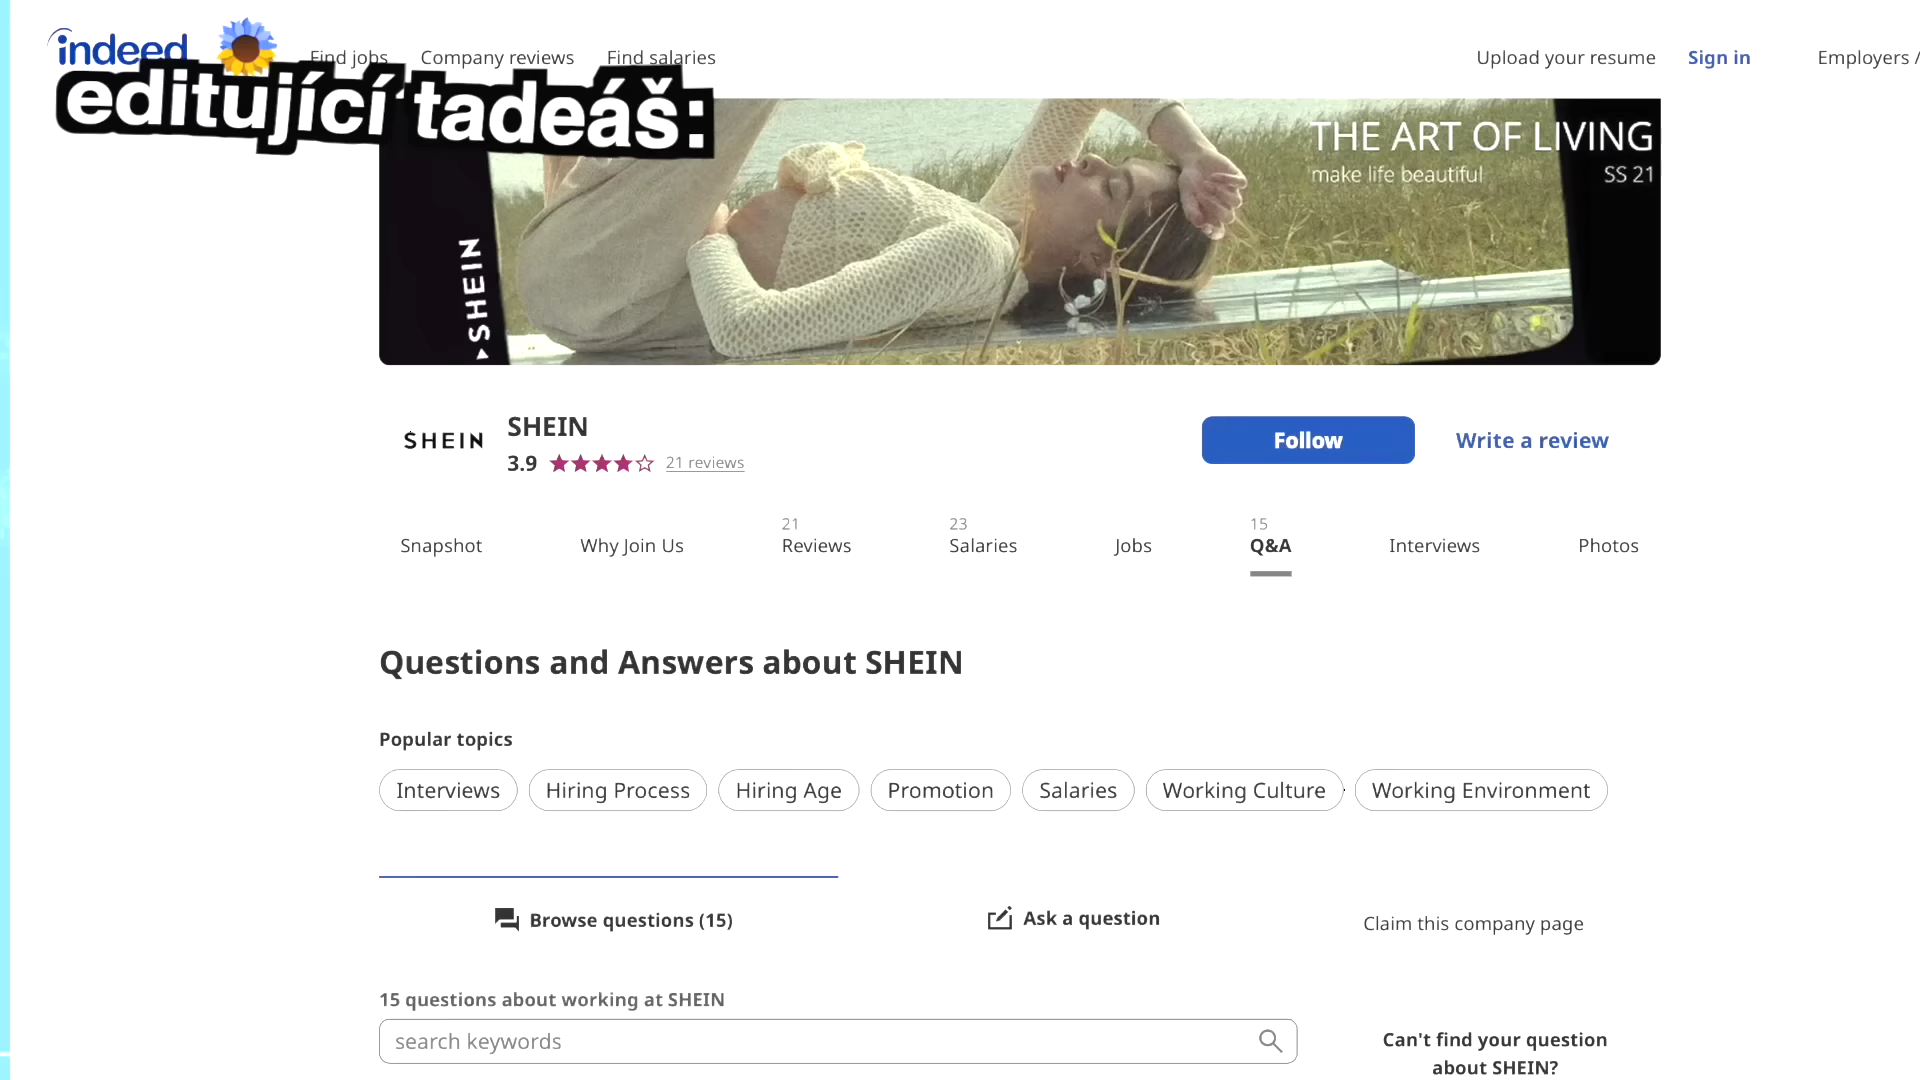 indeed
Find jobs Company reviews Find salaries Upload your resume Sign in Employers /
editující tadeáš:
THE ART OF LIVING
make life beautiful SS 21
SHEIN
SHEIN
SHEIN
3.9 21 reviews
Follow
Write a review
Snapshot
Why Join Us
21
Reviews
23
Salaries
Jobs
15
Q&A
Interviews
Photos
Questions and Answers about SHEIN
Popular topics
Interviews Hiring Process Hiring Age Promotion Salaries Working Culture Working Environment
Browse questions (15)
Ask a question
Claim this company page
15 questions about working at SHEIN
search keywords
Can't find your question
about SHEIN?